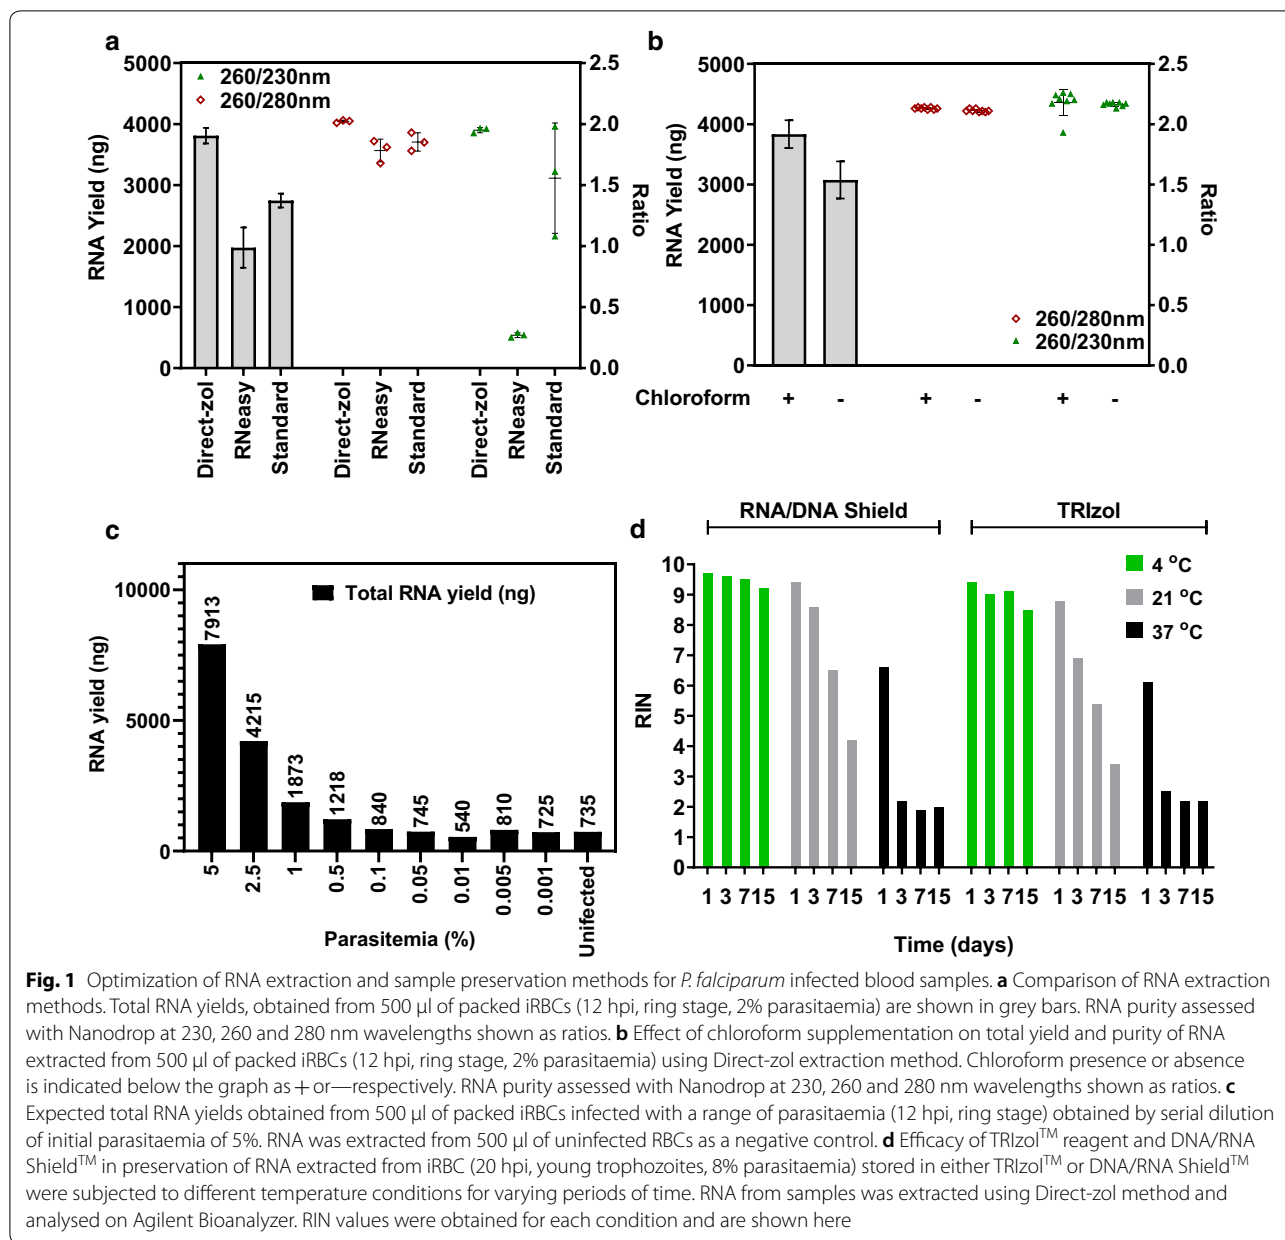 a
5000
4000
3000
2000
1000
0
RNA Yield (ng)
260/230nm
260/280nm
2.5
2.0
1.5
1.0
0.5
0.0
Ratio
Direct-zol
RNeasy
Standard
Direct-zol
RNeasy
Standard
Direct-zol
RNeasy
Standard
b
5000
4000
3000
2000
1000
0
RNA Yield (ng)
2.5
2.0
1.5
1.0
0.5
0.0
Ratio
260/280nm
260/230nm
Chloroform + - + - + -
c
10000
5000
0
RNA yield (ng)
Total RNA yield (ng)
7913
4215
1873
1218
840
745
540
810
725
735
5
2.5
1
0.5
0.1
0.05
0.01
0.005
0.001
Unifected
Parasitemia (%)
d
RNA/DNA Shield
TRIzol
4 °C
21 °C
37 °C
10
9
8
7
6
5
4
3
2
1
0
RIN
1 3 7 15 1 3 7 15 1 3 7 15 1 3 7 15 1 3 7 15 1 3 7 15
Time (days)
Fig. 1 Optimization of RNA extraction and sample preservation methods for P. falciparum infected blood samples. a Comparison of RNA extraction
methods. Total RNA yields, obtained from 500 µl of packed iRBCs (12 hpi, ring stage, 2% parasitaemia) are shown in grey bars. RNA purity assessed
with Nanodrop at 230, 260 and 280 nm wavelengths shown as ratios. b Effect of chloroform supplementation on total yield and purity of RNA
extracted from 500 µl of packed iRBCs (12 hpi, ring stage, 2% parasitaemia) using Direct-zol extraction method. Chloroform presence or absence
is indicated below the graph as + or—respectively. RNA purity assessed with Nanodrop at 230, 260 and 280 nm wavelengths shown as ratios. c
Expected total RNA yields obtained from 500 µl of packed iRBCs infected with a range of parasitaemia (12 hpi, ring stage) obtained by serial dilution
of initial parasitaemia of 5%. RNA was extracted from 500 µl of uninfected RBCs as a negative control. d Efficacy of TRIzol™ reagent and DNA/RNA
Shield™ in preservation of RNA extracted from iRBC (20 hpi, young trophozoites, 8% parasitaemia) stored in either TRIzol™ or DNA/RNA Shield™
were subjected to different temperature conditions for varying periods of time. RNA from samples was extracted using Direct-zol method and
analysed on Agilent Bioanalyzer. RIN values were obtained for each condition and are shown here